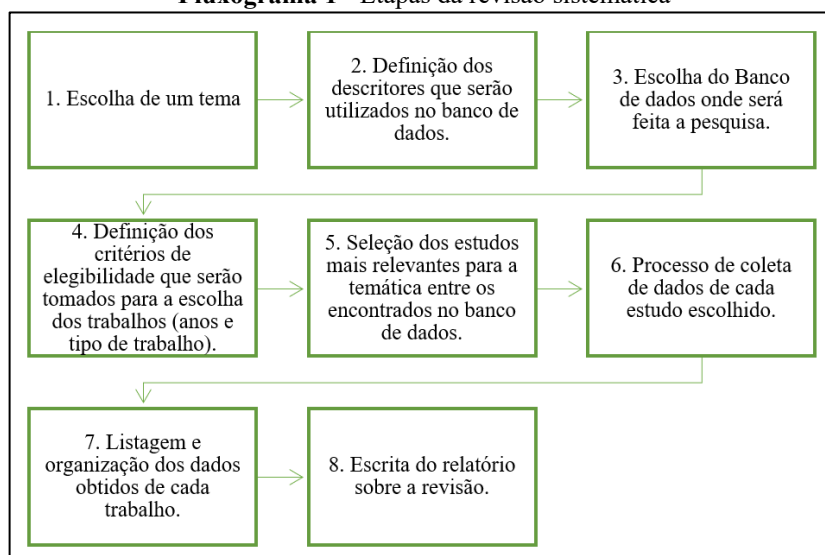 Fluxograma 1 - Etapas da revisão sistemática
1. Escolha de um tema
2. Definição dos
descritores que serão
utilizados no banco de
dados.
3. Escolha do Banco
de dados onde será
feita a pesquisa.
4. Definição dos
critérios de
elegibilidade que serão
tomados para a escolha
dos trabalhos (anos e
tipo de trabalho).
5. Seleção dos estudos
mais relevantes para a
temática entre os
encontrados no banco
de dados.
6. Processo de coleta
de dados de cada
estudo escolhido.
7. Listagem e
organização dos dados
obtidos de cada
trabalho.
8. Escrita do relatório
sobre a revisão.